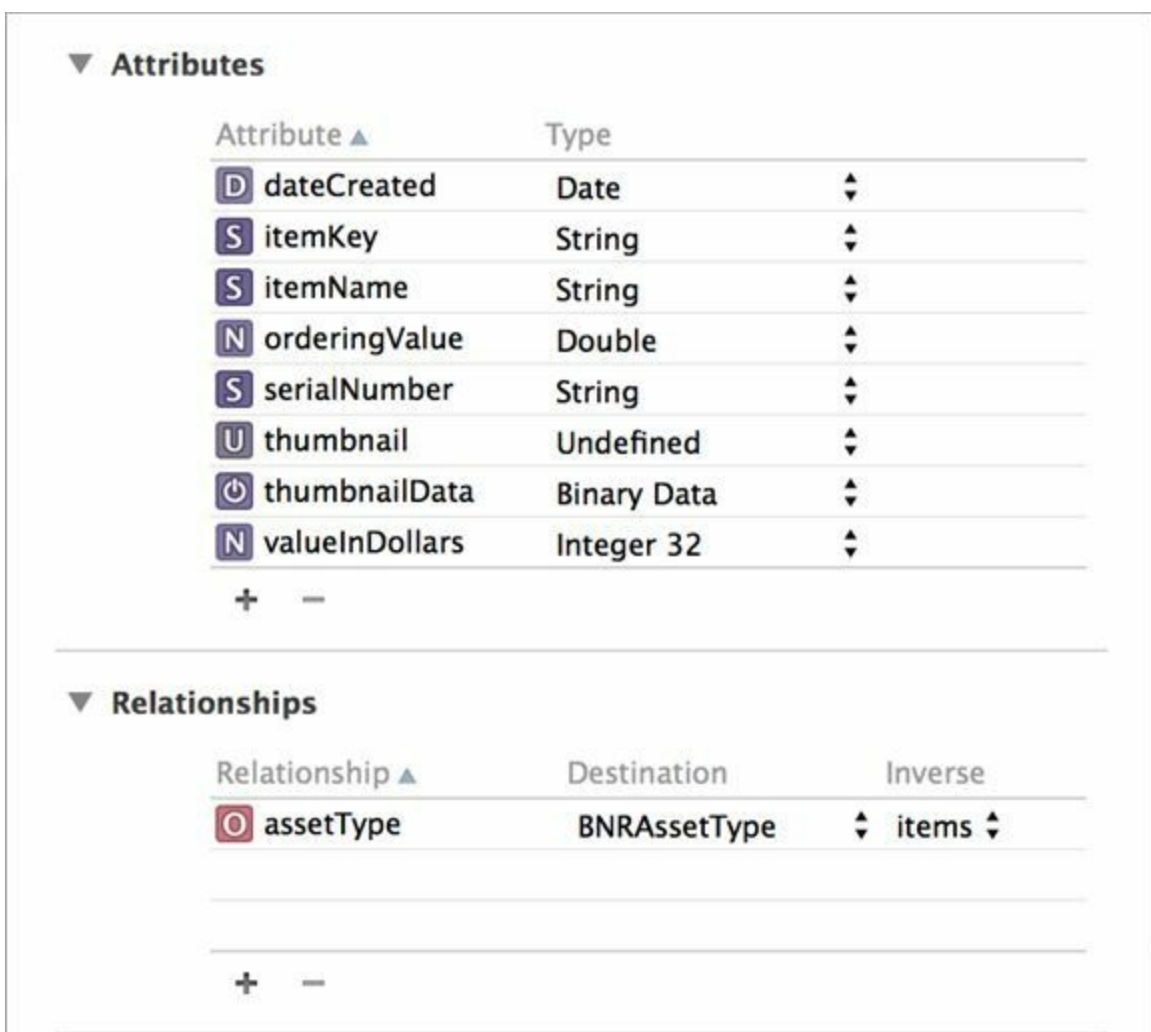 Attributes
Attribute Type
D dateCreated Date
S itemKey String
S itemName String
N orderingValue Double
S serialNumber String
U thumbnail Undefined
thumbnailData Binary Data
N valueInDollars Integer 32
+ −
Relationships
Relationship Destination Inverse
O assetType BNRAssetType items
+ −